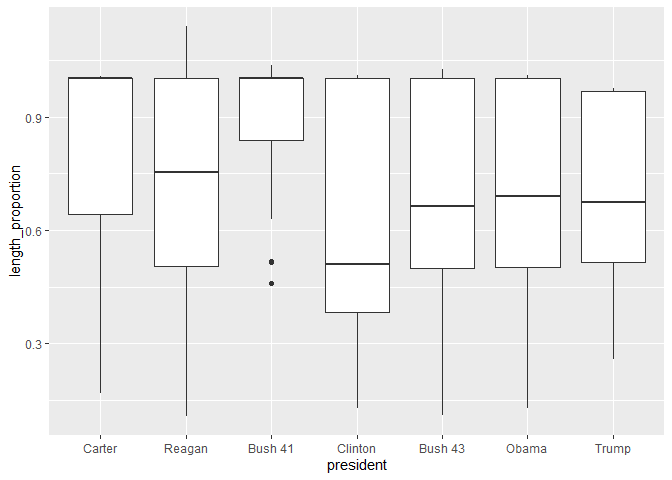 length_proportion
0.9
0.6
0.3
Carter Reagan Bush 41 Clinton Bush 43 Obama Trump
president